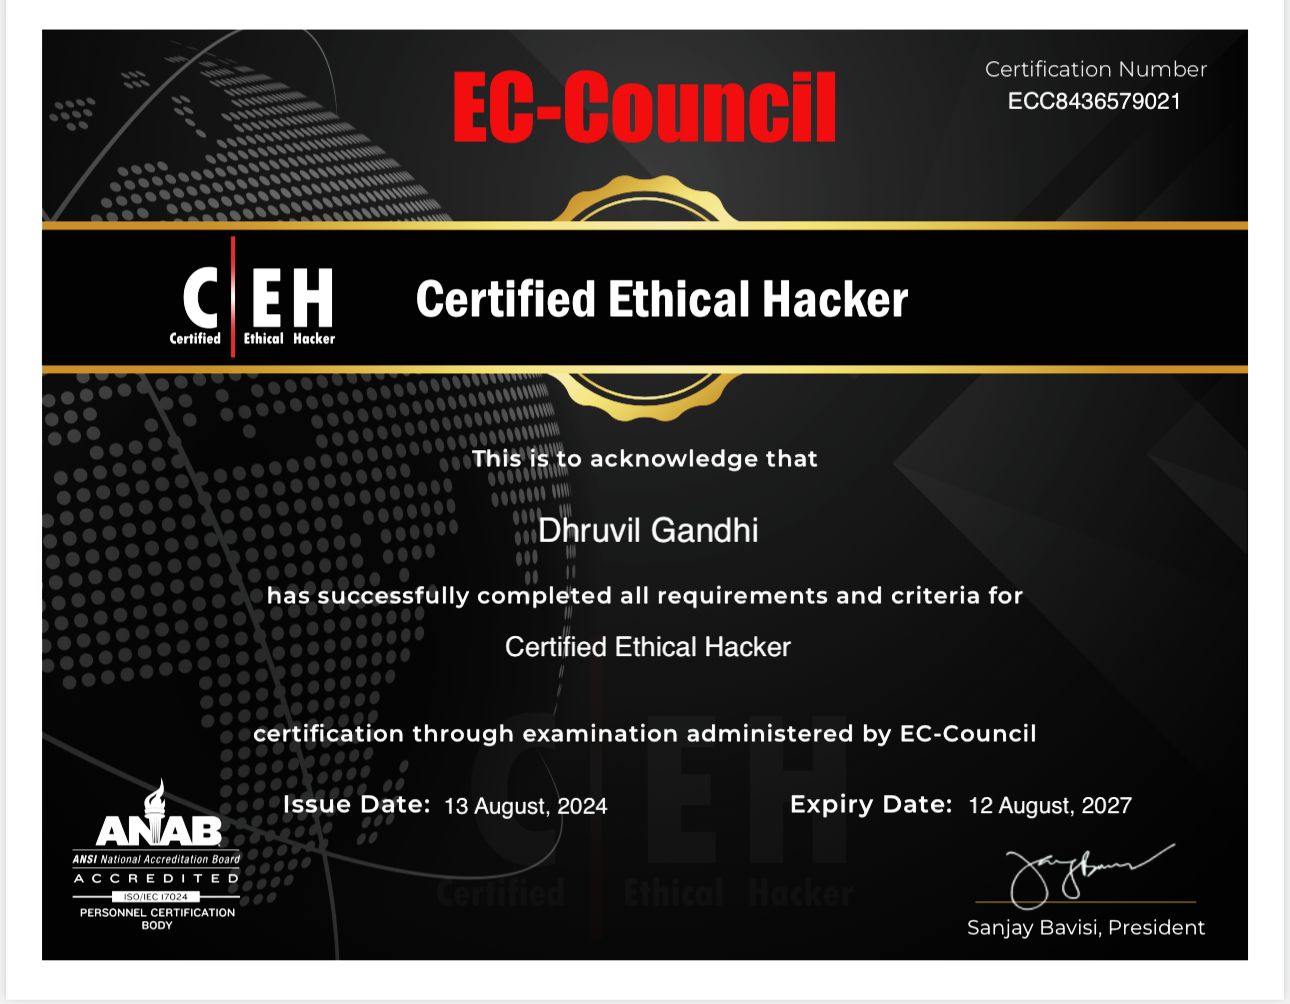 EC-Council
Certification Number
ECC8436579021
C EH
Certified Ethical Hacker
Certified Ethical Hacker
This is to acknowledge that
Dhruvil Gandhi
has successfully completed all requirements and criteria for
Certified Ethical Hacker
certification through examination administered by EC-Council
C EH
Certified Ethical Hacker
Issue Date: 13 August, 2024
Expiry Date: 12 August, 2027
ANAB
ANSI National Accreditation Board
ACCREDITED
ISO/IEC 17024
PERSONNEL CERTIFICATION
BODY
Sanjay Bavisi, President